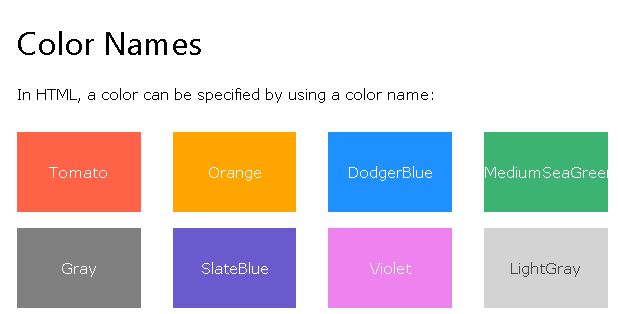 Color Names
In HTML, a color can be specified by using a color name:
Tomato Orange DodgerBlue MediumSeaGreen
Gray SlateBlue Violet LightGray